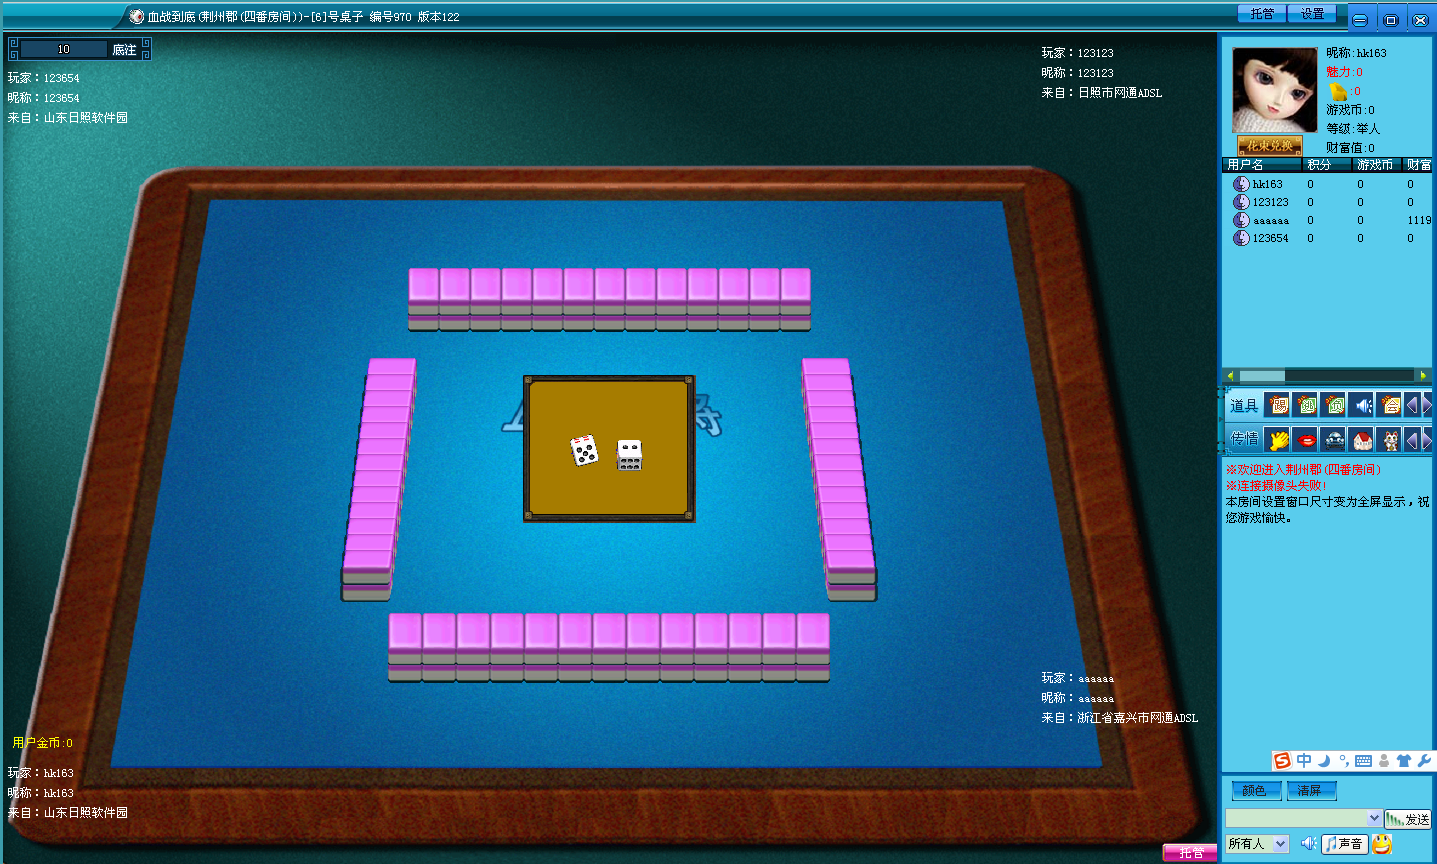 血战到底(荆州郡(四番房间))-[6]号桌子 编号970 版本122
托管 设置
10 底注
玩家：123654
昵称：123654
来自：山东日照软件园
玩家：123123
昵称：123123
来自：日照市网通ADSL
昵称:hk163
魅力:0
:0
游戏币:0
等级:举人
财富值:0
花束兑换
用户名 积分 游戏币 财富
hk163 0 0 0
123123 0 0 0
aaaaaa 0 0 1119
123654 0 0 0
道具 踢
传情
※欢迎进入荆州郡(四番房间)
※连接摄像头失败!
本房间设置窗口尺寸变为全屏显示，祝
您游戏愉快。
玩家：aaaaaa
昵称：aaaaaa
来自：浙江省嘉兴市网通ADSL
用户金币:0
玩家：hk163
昵称：hk163
来自：山东日照软件园
托管
S 中
颜色 清屏
发送
所有人 声音